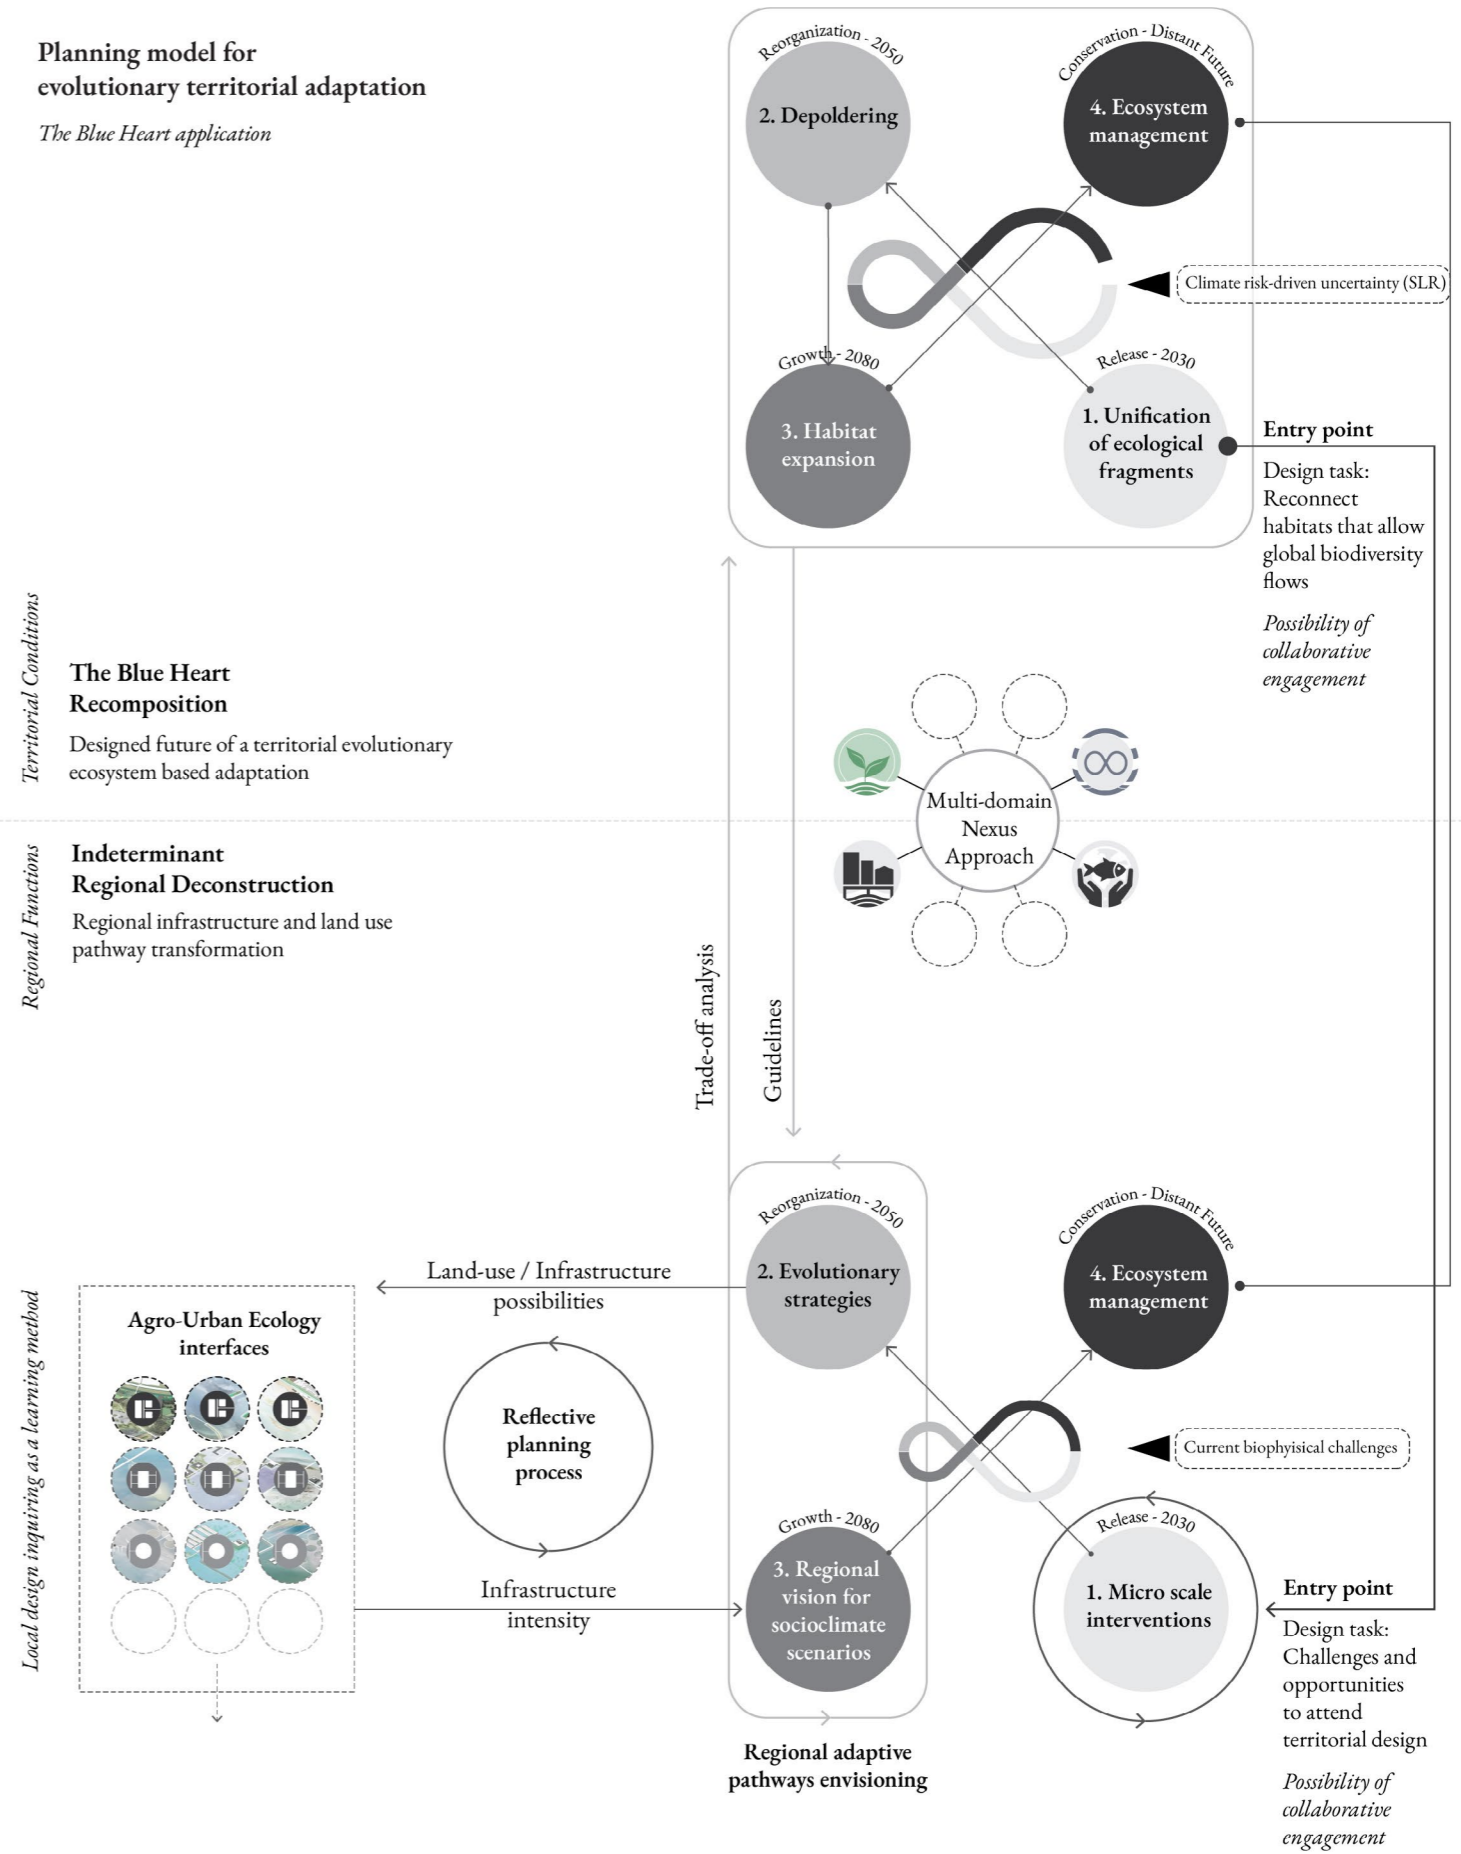 Planning model for
evolutionary territorial adaptation
The Blue Heart application
Reorganization - 2050
2. Depoldering
Conservation - Distant Future
4. Ecosystem
management
Climate risk-driven uncertainty (SLR)
Growth - 2080
3. Habitat
expansion
Release - 2030
1. Unification
of ecological
fragments
Entry point
Design task:
Reconnect
habitats that allow
global biodiversity
flows
Possibility of
collaborative
engagement
Territorial Conditions
The Blue Heart
Recomposition
Designed future of a territorial evolutionary
ecosystem based adaptation
Multi-domain
Nexus
Approach
Regional Functions
Indeterminant
Regional Deconstruction
Regional infrastructure and land use
pathway transformation
Trade-off analysis
Guidelines
Local design inquiring as a learning method
Agro-Urban Ecology
interfaces
Land-use / Infrastructure
possibilities
Reflective
planning
process
Infrastructure
intensity
Reorganization - 2050
2. Evolutionary
strategies
Conservation - Distant Future
4. Ecosystem
management
Current biophyisical challenges
Growth - 2080
3. Regional
vision for
socioclimate
scenarios
Release - 2030
1. Micro scale
interventions
Entry point
Design task:
Challenges and
opportunities
to attend
territorial design
Possibility of
collaborative
engagement
Regional adaptive
pathways envisioning